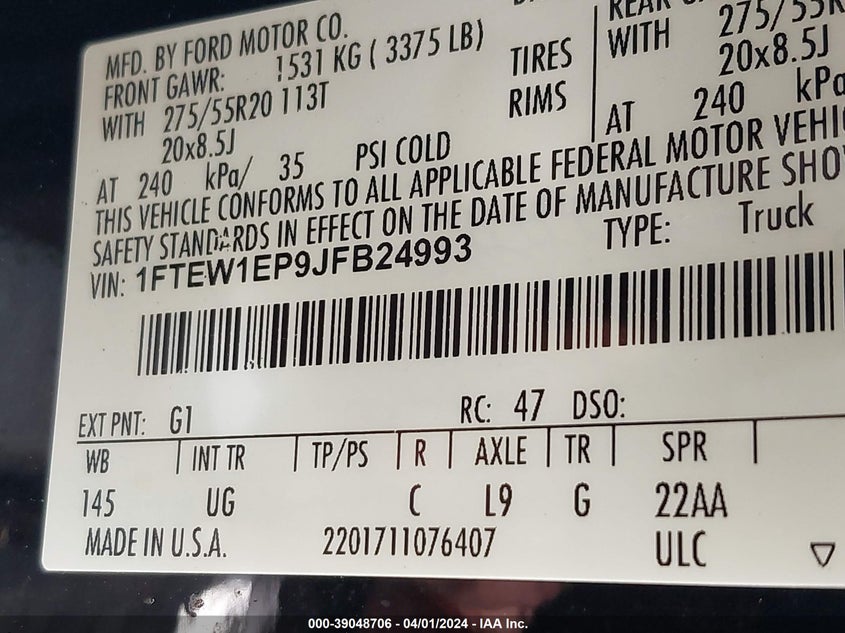 MFD. BY FORD MOTOR CO.
FRONT GAWR: 1531 KG ( 3375 LB)
WITH 275/55R20 113T TIRES
20x8.5J RIMS
AT 240 kPa/ 35 PSI COLD
WITH 275/55R
20x8.5J
AT 240 kPa
THIS VEHICLE CONFORMS TO ALL APPLICABLE FEDERAL MOTOR
SAFETY STANDARDS IN EFFECT ON THE DATE OF MANUFACTURE
VIN: 1FTEW1EP9JFB24993 TYPE: Truck
EXT PNT: G1 RC: 47 DSO:
WB INT TR TP/PS R AXLE TR SPR
145 UG C L9 G 22AA
MADE IN U.S.A. 2201711076407 ULC
000-39048706 - 04/01/2024 - IAA Inc.